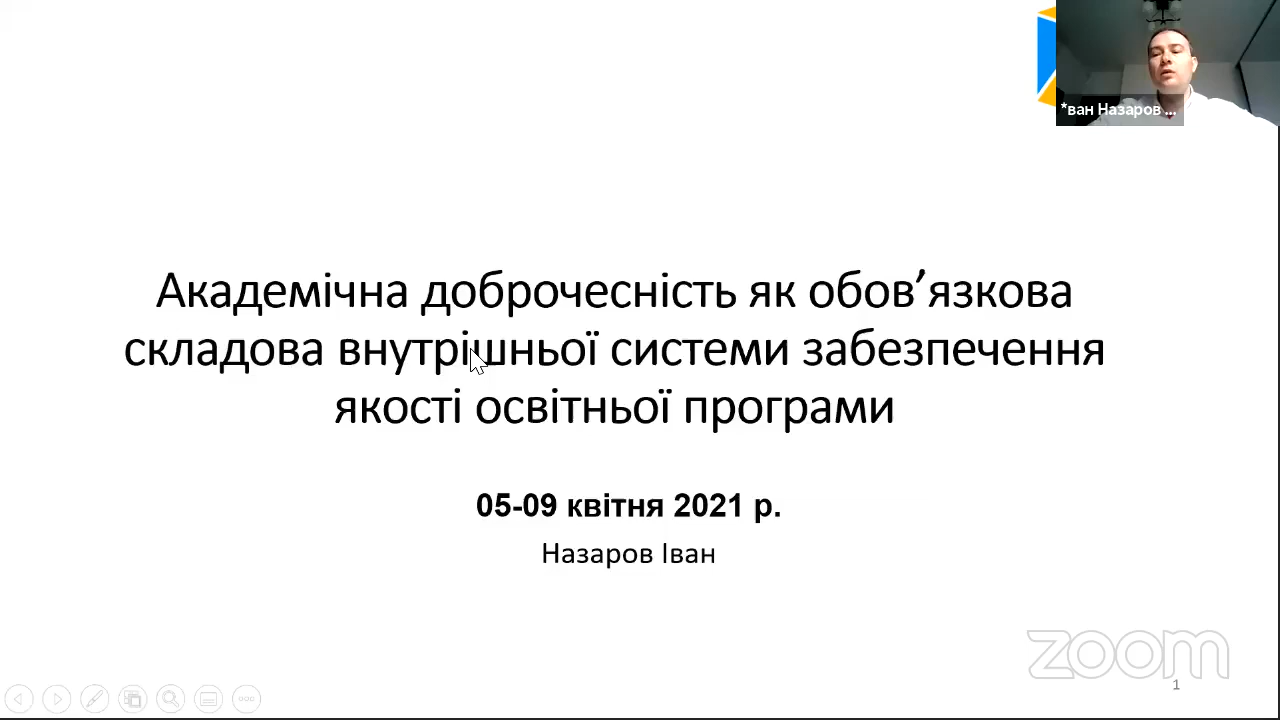 *ван Назаров ...
Академічна доброчесність як обов’язкова
складова внутрішньої системи забезпечення
якості освітньої програми
05-09 квітня 2021 р.
Назаров Іван
zoom
1